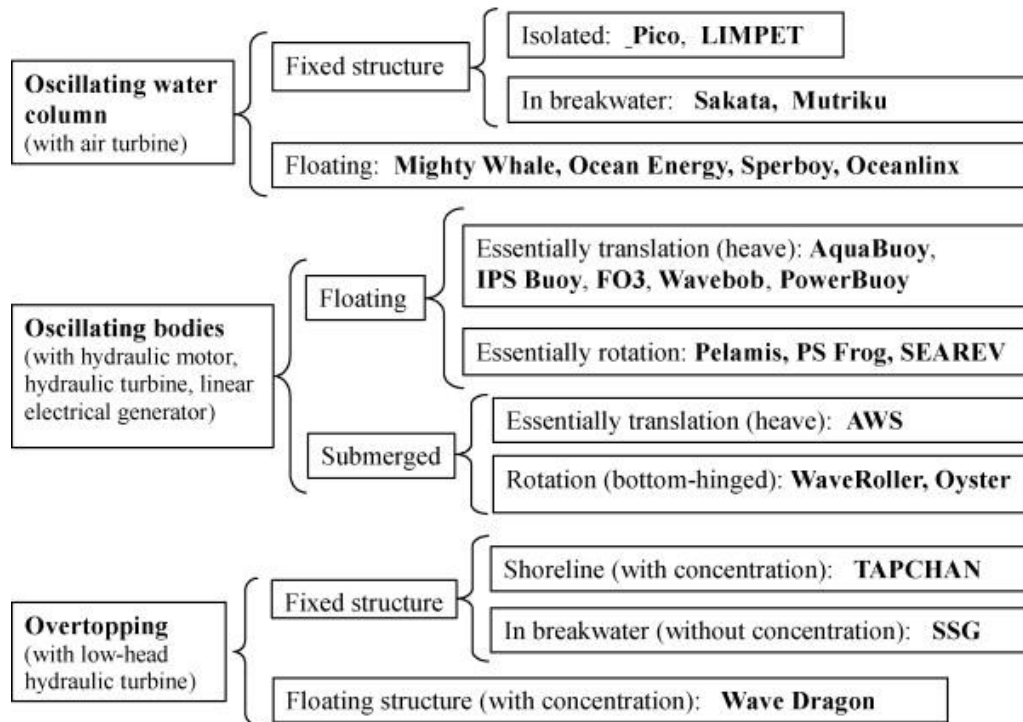 Oscillating water
column
(with air turbine)
Fixed structure
Isolated: _Pico, LIMPET
In breakwater: Sakata, Mutriku
Floating: Mighty Whale, Ocean Energy, Sperboy, Oceanlinx
Oscillating bodies
(with hydraulic motor,
hydraulic turbine, linear
electrical generator)
Floating
Essentially translation (heave): AquaBuoy,
IPS Buoy, FO3, Wavebob, PowerBuoy
Essentially rotation: Pelamis, PS Frog, SEAREV
Submerged
Essentially translation (heave): AWS
Rotation (bottom-hinged): WaveRoller, Oyster
Overtopping
(with low-head
hydraulic turbine)
Fixed structure
Shoreline (with concentration): TAPCHAN
In breakwater (without concentration): SSG
Floating structure (with concentration): Wave Dragon